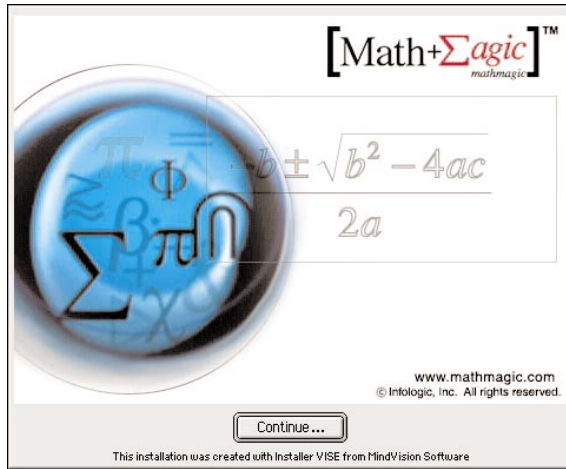 [Math+Σagic]™
mathmagic
-b ± √b² − 4ac
2a
π
Φ
β
Σ π ∩
χ α
www.mathmagic.com
© Infologic, Inc. All rights reserved.
Continue...
This installation was created with Installer VISE from MindVision Software